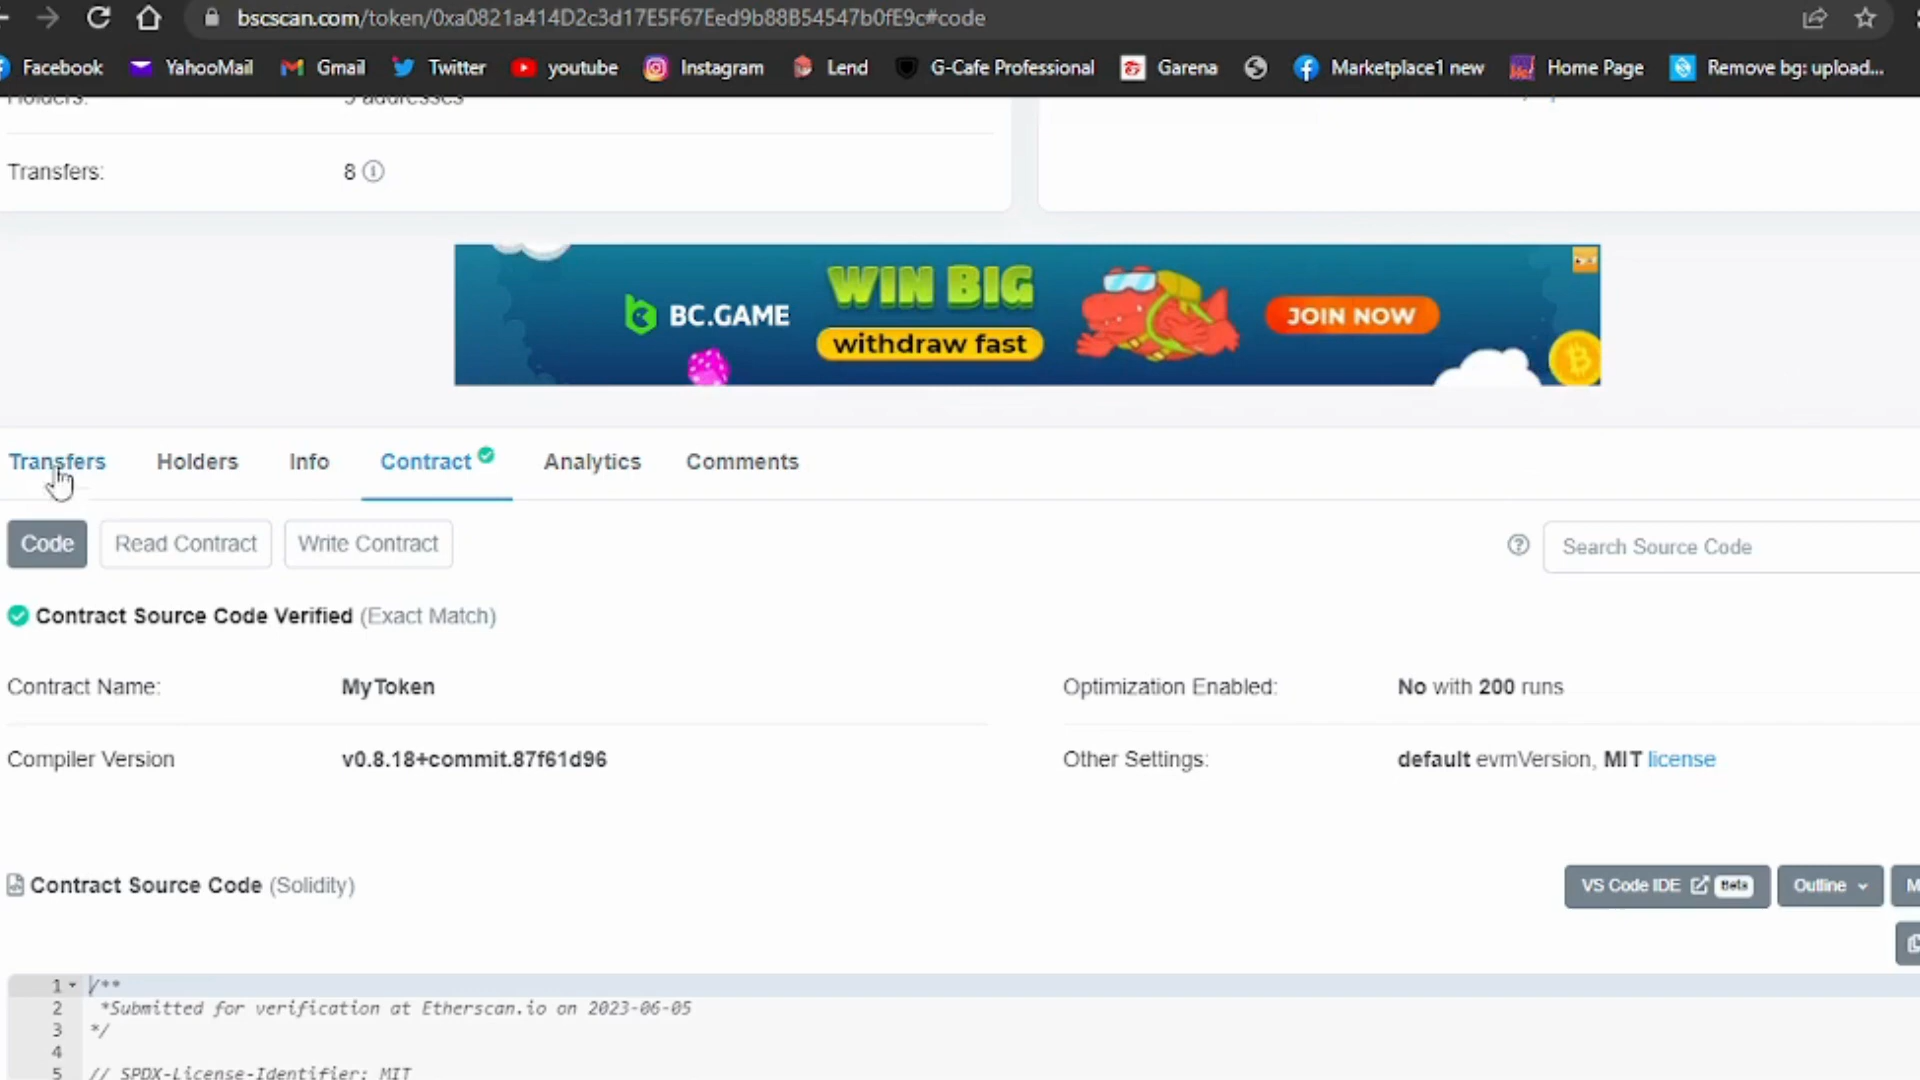 bscscan.com/token/0xa0821a414D2c3d17E5F67Eed9b88B54547b0fE9c#code
Facebook YahooMail Gmail Twitter youtube Instagram Lend G-Cafe Professional Garena Marketplace1 new Home Page Remove bg: upload...
Holders: 5 addresses
Transfers: 8
BC.GAME WIN BIG withdraw fast JOIN NOW
Transfers Holders Info Contract Analytics Comments
Code Read Contract Write Contract Search Source Code
Contract Source Code Verified (Exact Match)
Contract Name: MyToken Optimization Enabled: No with 200 runs
Compiler Version v0.8.18+commit.87f61d96 Other Settings: default evmVersion, MIT license
Contract Source Code (Solidity) VS Code IDE Beta Outline M
1 /**
2 *Submitted for verification at Etherscan.io on 2023-06-05
3 */
4
5 // SPDX-License-Identifier: MIT